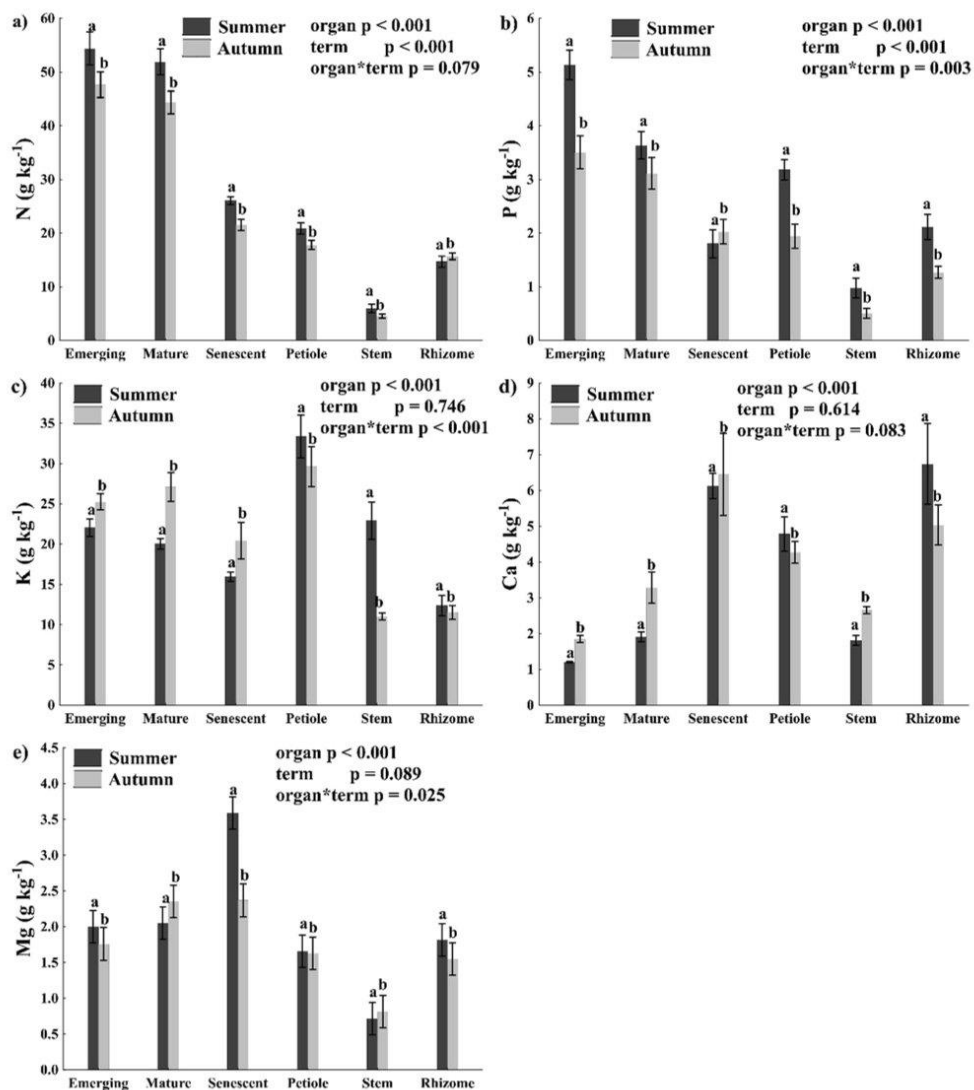 a)
Summer
Autumn
organ p < 0.001
term p < 0.001
organ*term p = 0.079
N (g kg⁻¹)
60
50
40
30
20
10
0
a b a b a b a b a b a b
Emerging Mature Senescent Petiole Stem Rhizome
b)
Summer
Autumn
organ p < 0.001
term p < 0.001
organ*term p = 0.003
P (g kg⁻¹)
6
5
4
3
2
1
0
a b a b a b a b a b a b
Emerging Mature Senescent Petiole Stem Rhizome
c)
Summer
Autumn
organ p < 0.001
term p = 0.746
organ*term p < 0.001
K (g kg⁻¹)
40
35
30
25
20
15
10
5
0
a b a b a b a b a b a b
Emerging Mature Senescent Petiole Stem Rhizome
d)
Summer
Autumn
organ p < 0.001
term p = 0.614
organ*term p = 0.083
Ca (g kg⁻¹)
9
8
7
6
5
4
3
2
1
0
a b a b a b a b a b a b
Emerging Mature Senescent Petiole Stem Rhizome
e)
Summer
Autumn
organ p < 0.001
term p = 0.089
organ*term p = 0.025
Mg (g kg⁻¹)
4.5
4.0
3.5
3.0
2.5
2.0
1.5
1.0
0.5
0.0
a b a b a b a b a b a b
Emerging Mature Senescent Petiole Stem Rhizome